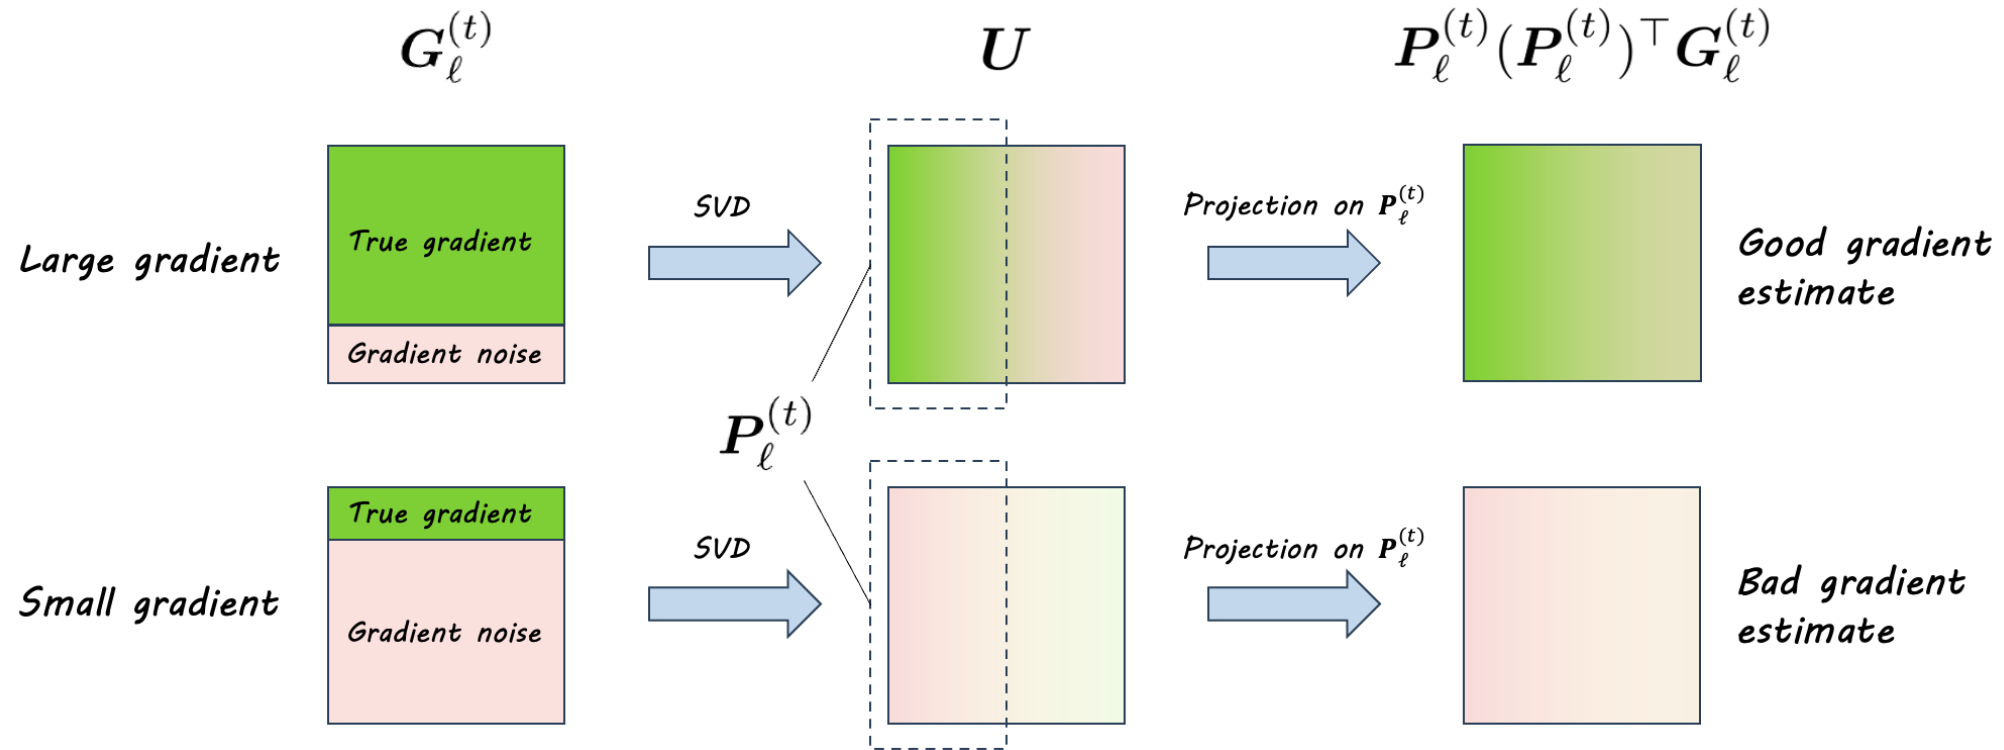 G_ℓ^(t)
U
P_ℓ^(t)(P_ℓ^(t))^⊤G_ℓ^(t)
Large gradient
True gradient
Gradient noise
SVD
Projection on P_ℓ^(t)
Good gradient
estimate
P_ℓ^(t)
Small gradient
True gradient
Gradient noise
SVD
Projection on P_ℓ^(t)
Bad gradient
estimate